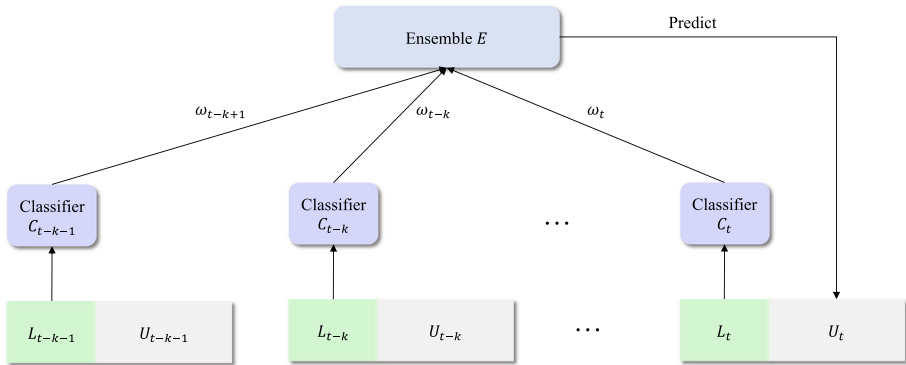 Ensemble E
Predict
ω_{t−k+1}
ω_{t−k}
ω_t
Classifier
C_{t−k−1}
Classifier
C_{t−k}
...
Classifier
C_t
L_{t−k−1} U_{t−k−1}
L_{t−k} U_{t−k}
...
L_t U_t